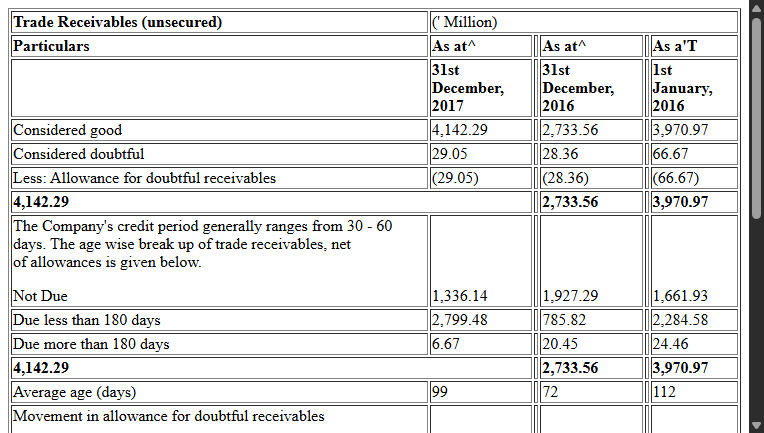 Trade Receivables (unsecured) (' Million)
Particulars As at^ As at^ As a'T
31st 31st 1st
December, December, January,
2017 2016 2016
Considered good 4,142.29 2,733.56 3,970.97
Considered doubtful 29.05 28.36 66.67
Less: Allowance for doubtful receivables (29.05) (28.36) (66.67)
4,142.29 2,733.56 3,970.97
The Company's credit period generally ranges from 30 - 60
days. The age wise break up of trade receivables, net
of allowances is given below.
Not Due 1,336.14 1,927.29 1,661.93
Due less than 180 days 2,799.48 785.82 2,284.58
Due more than 180 days 6.67 20.45 24.46
4,142.29 2,733.56 3,970.97
Average age (days) 99 72 112
Movement in allowance for doubtful receivables